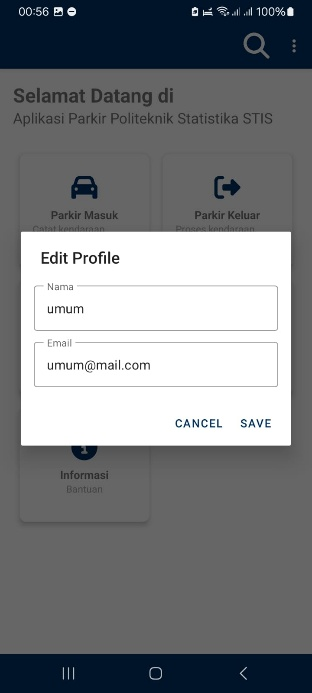 00:56
100%
Selamat Datang di
Aplikasi Parkir Politeknik Statistika STIS
Parkir Masuk
Parkir Keluar
Catat kendaraan
Proses kendaraan
Edit Profile
Nama
umum
Email
umum@mail.com
CANCEL
SAVE
Informasi
Bantuan